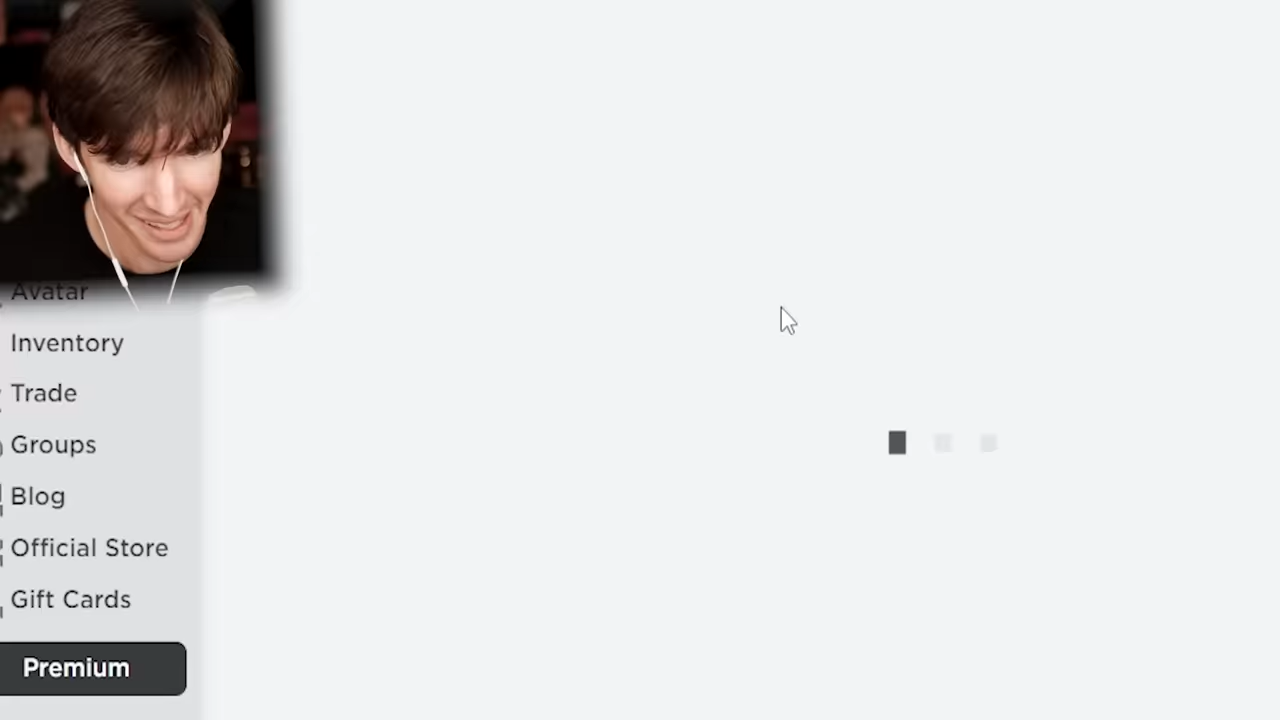 Avatar
Inventory
Trade
Groups
Blog
Official Store
Gift Cards
Premium